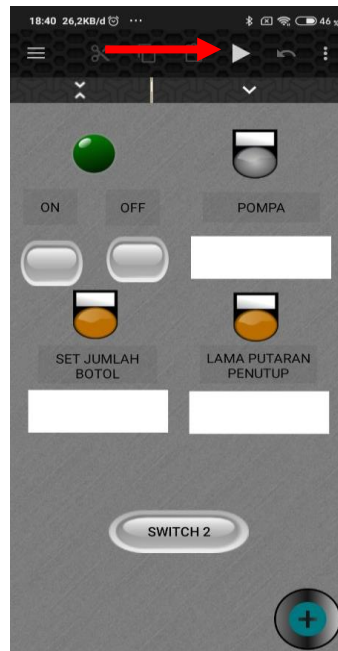 18:40 26,2KB/d
46
ON OFF POMPA
SET JUMLAH
BOTOL
LAMA PUTARAN
PENUTUP
SWITCH 2